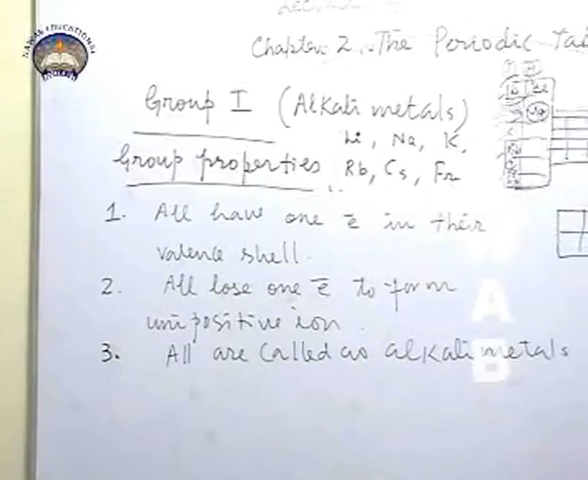 Chapter 2. The Periodic Ta
Group I (Alkali metals)
Li, Na, K,
Group properties Rb, Cs, Fr
1. All have one ē in their
valence shell.
2. All lose one ē to form
unipositive ion.
3. All are called as alkali metals
W
A
B